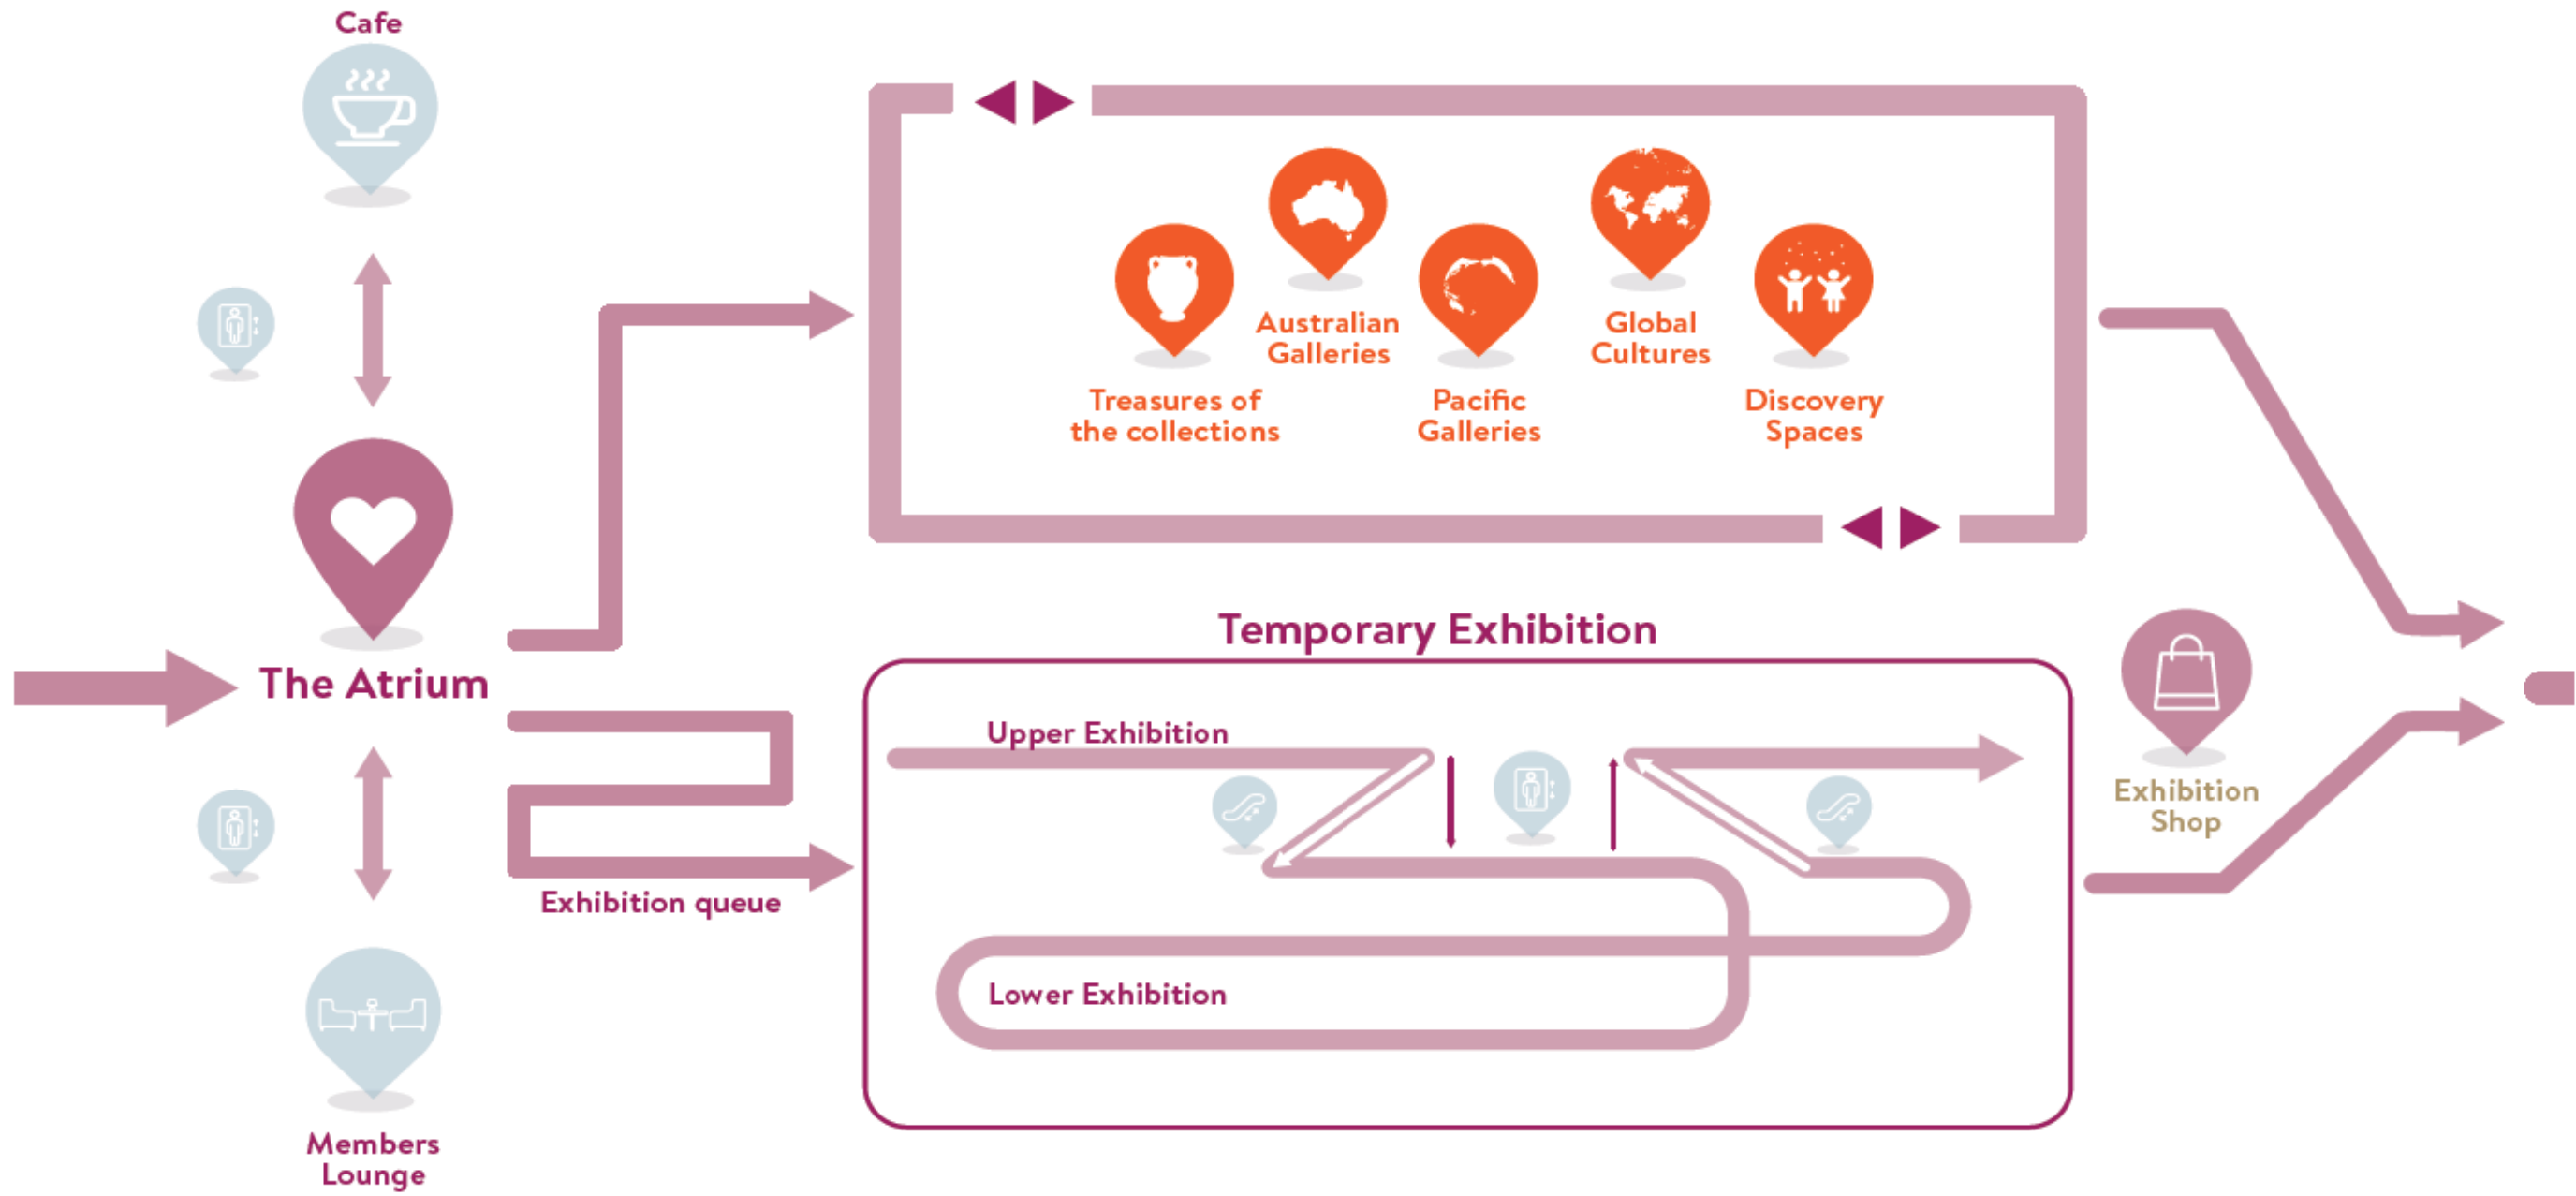 Cafe
The Atrium
Members
Lounge
Exhibition queue
Treasures of
the collections
Australian
Galleries
Pacific
Galleries
Global
Cultures
Discovery
Spaces
Temporary Exhibition
Upper Exhibition
Lower Exhibition
Exhibition
Shop